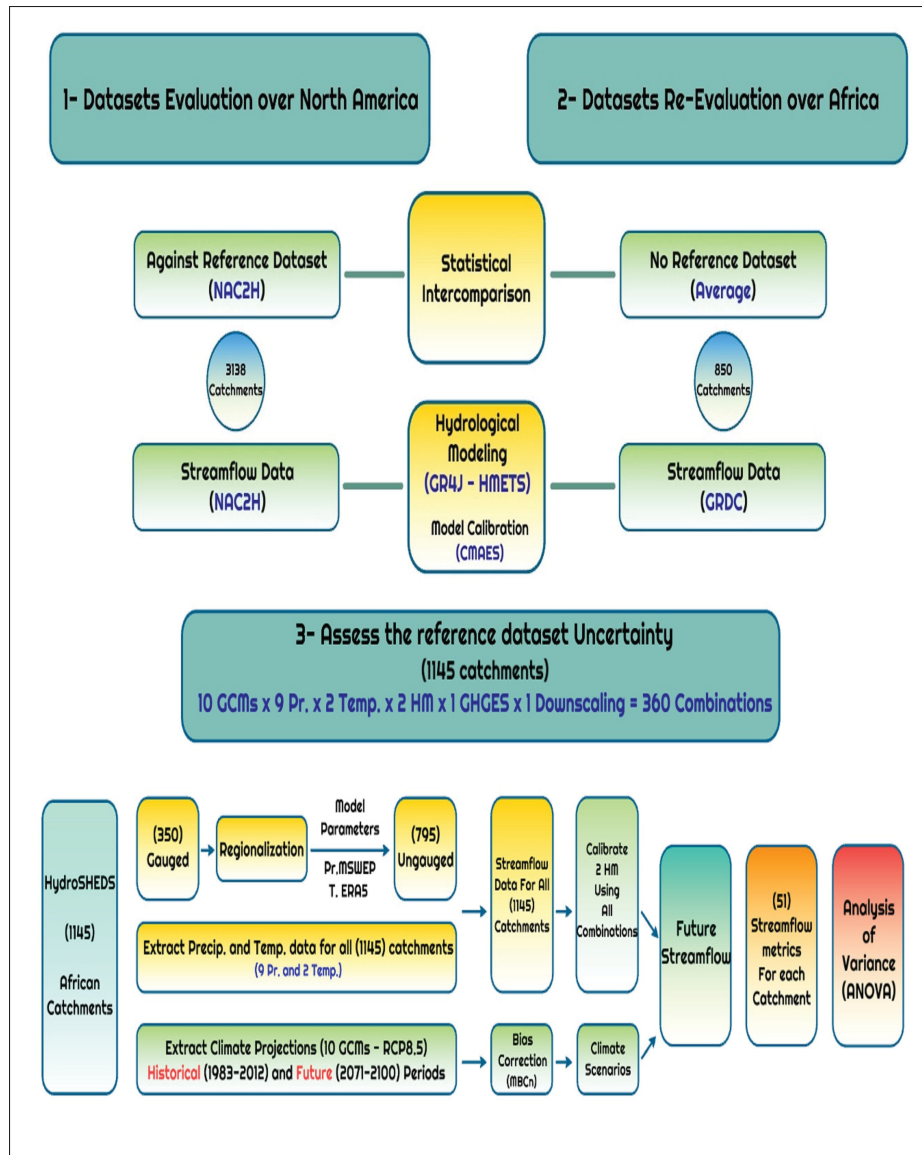 1- Datasets Evaluation over North America
2- Datasets Re-Evaluation over Africa
Against Reference Dataset
(NAC2H)
Statistical
Intercomparison
No Reference Dataset
(Average)
3138
Catchments
850
Catchments
Streamflow Data
(NAC2H)
Hydrological
Modeling
(GR4J - HMETS)
Model Calibration
(CMAES)
Streamflow Data
(GRDC)
3- Assess the reference dataset Uncertainty
(1145 catchments)
10 GCMs x 9 Pr. x 2 Temp. x 2 HM x 1 GHGES x 1 Downscaling = 360 Combinations
HydroSHEDS
(1145)
African
Catchments
(350)
Gauged
Regionalization
Model
Parameters
Pr.MSWEP
T. ERA5
(795)
Ungauged
Extract Precip. and Temp. data for all (1145) catchments
(9 Pr. and 2 Temp.)
Streamflow
Data For All
(1145)
Catchments
Calibrate
2 HM
Using
All
Combinations
Extract Climate Projections (10 GCMs - RCP8.5)
Historical (1983-2012) and Future (2071-2100) Periods
Bias
Correction
(MBCn)
Climate
Scenarios
Future
Streamflow
(51)
Streamflow
metrics
For each
Catchment
Analysis
of
Variance
(ANOVA)